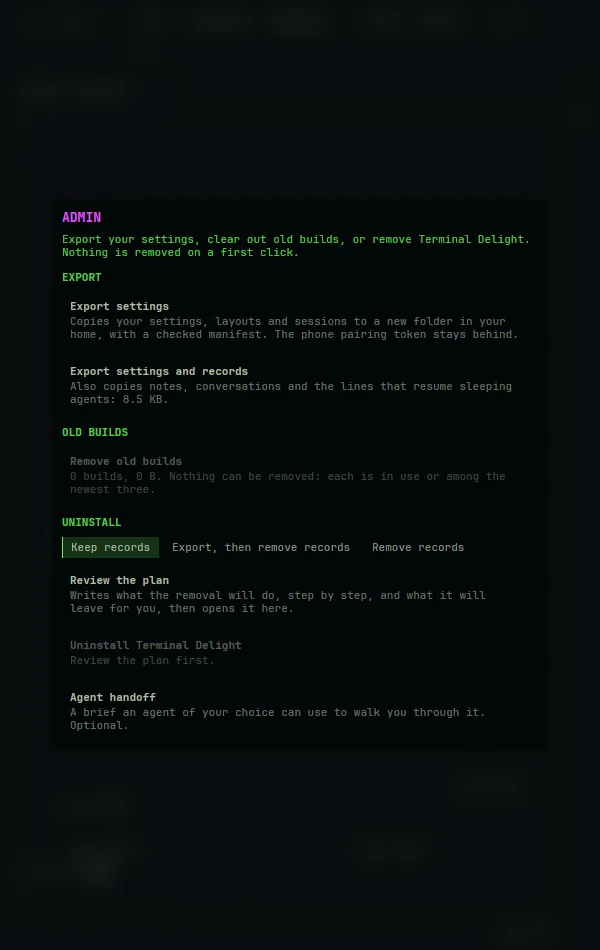 ADMIN
Export your settings, clear out old builds, or remove Terminal Delight.
Nothing is removed on a first click.
EXPORT
Export settings
Copies your settings, layouts and sessions to a new folder in your
home, with a checked manifest. The phone pairing token stays behind.
Export settings and records
Also copies notes, conversations and the lines that resume sleeping
agents: 8.5 KB.
OLD BUILDS
Remove old builds
0 builds, 0 B. Nothing can be removed: each is in use or among the
newest three.
UNINSTALL
Keep records Export, then remove records Remove records
Review the plan
Writes what the removal will do, step by step, and what it will
leave for you, then opens it here.
Uninstall Terminal Delight
Review the plan first.
Agent handoff
A brief an agent of your choice can use to walk you through it.
Optional.